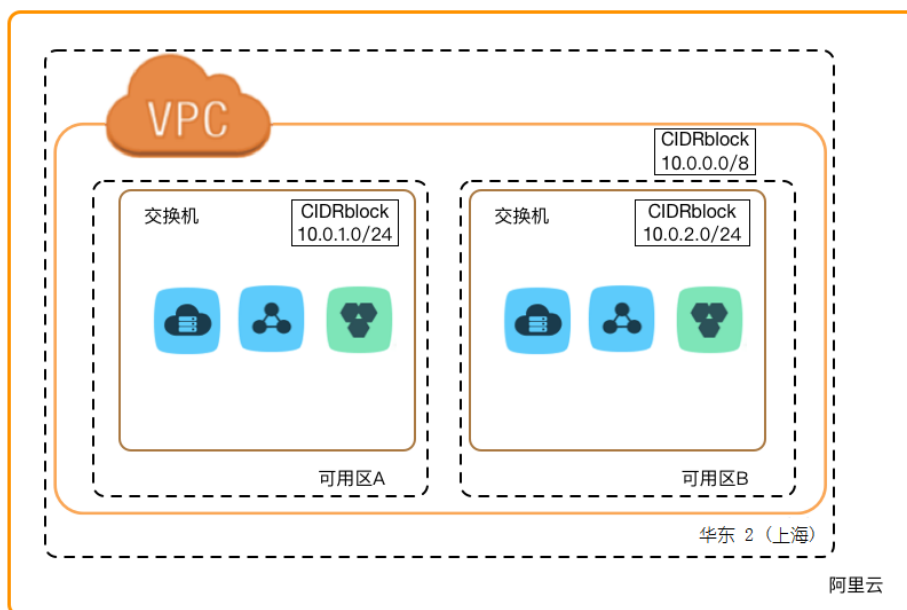 VPC
CIDRblock
10.0.0.0/8
交换机
CIDRblock
10.0.1.0/24
交换机
CIDRblock
10.0.2.0/24
可用区A
可用区B
华东 2 (上海)
阿里云